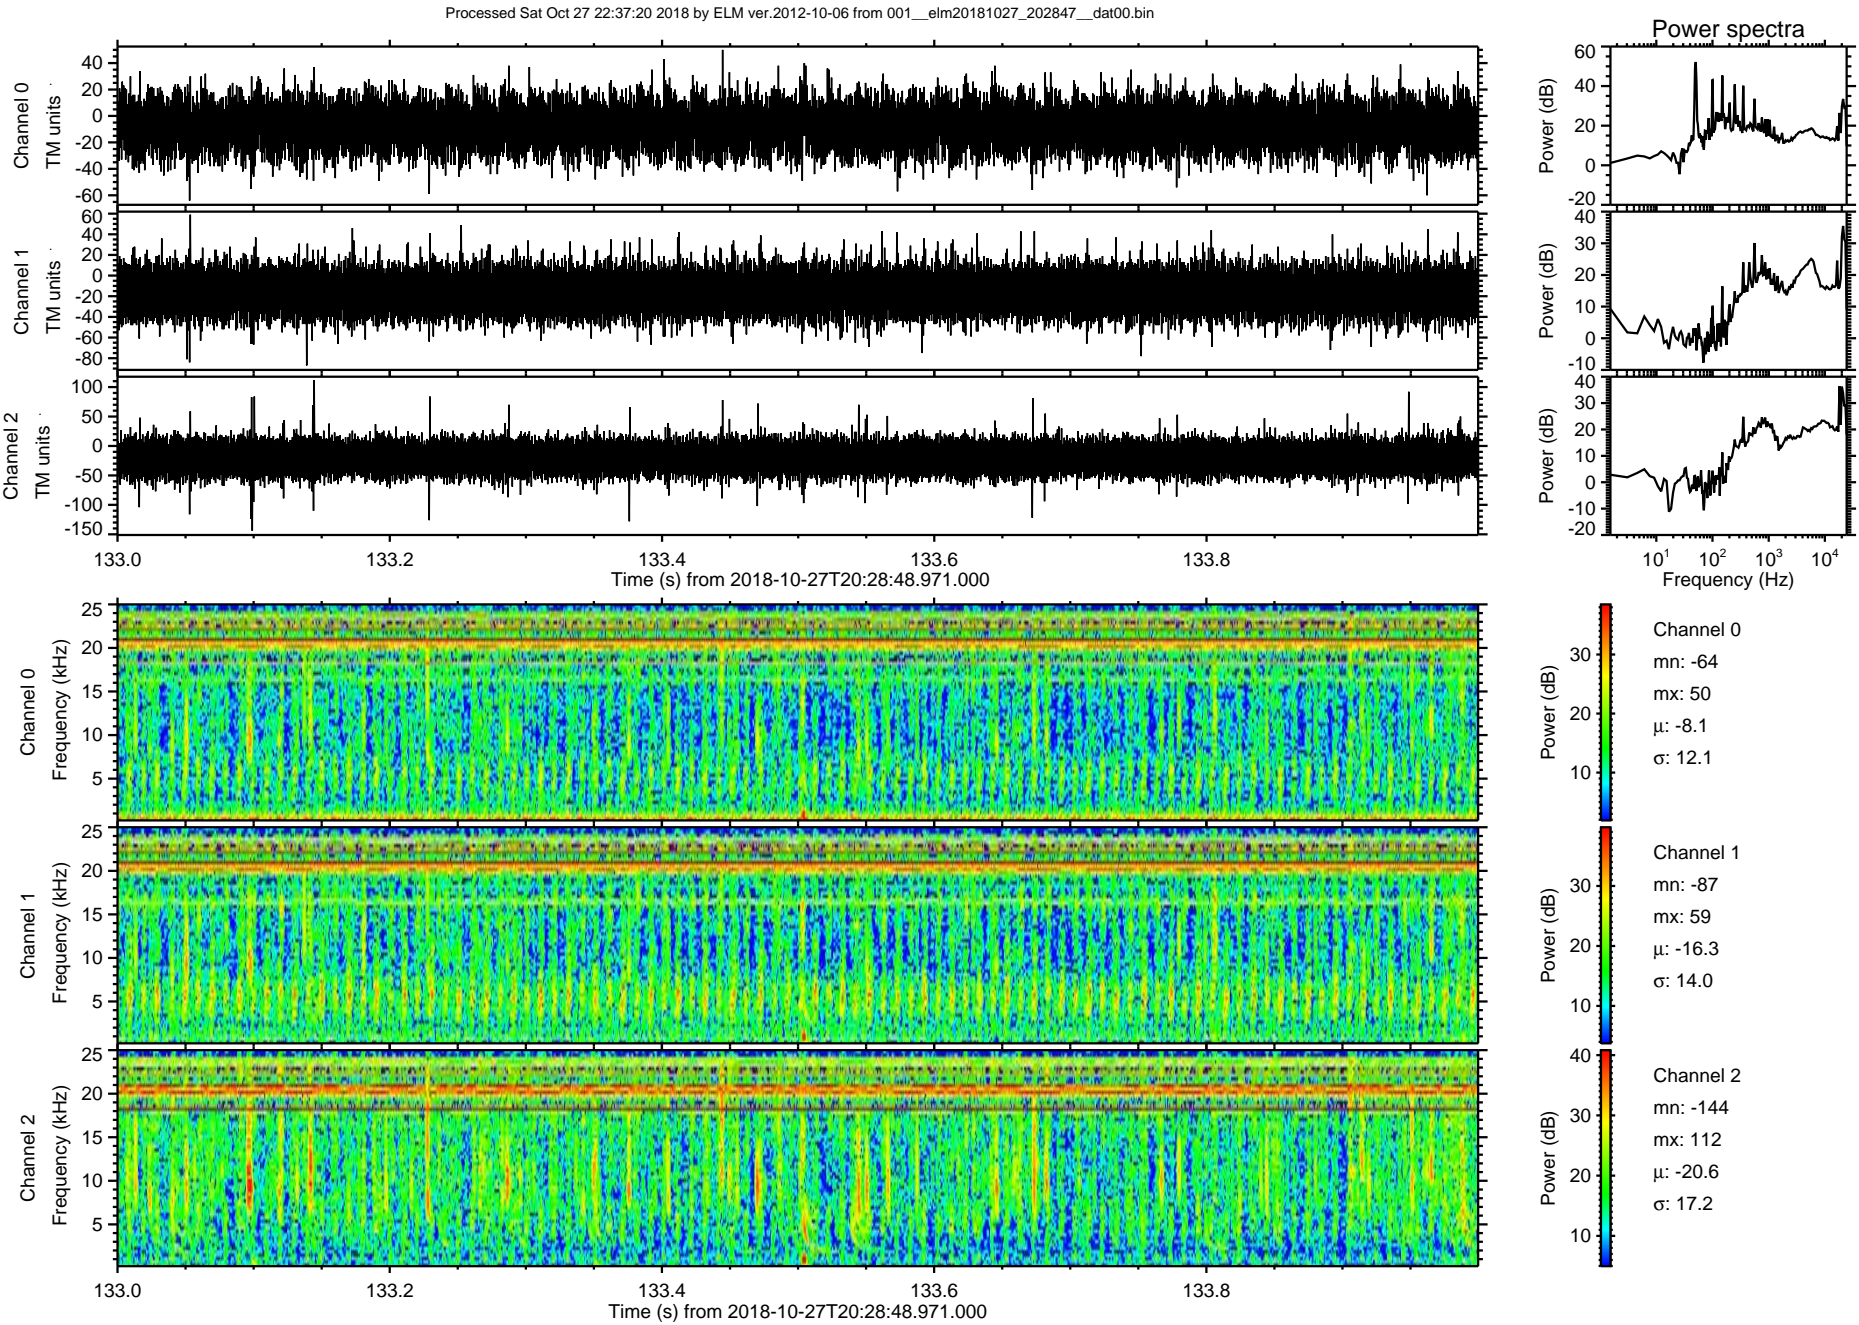 Processed Sat Oct 27 22:37:20 2018 by ELM ver.2012-10-06 from 001__elm20181027_202847__dat00.bin
Power spectra
Channel 0
TM units
40
20
0
-20
-40
-60
Power (dB)
60
40
20
0
-20
Channel 1
TM units
60
40
20
0
-20
-40
-60
-80
Power (dB)
40
30
20
10
0
-10
Channel 2
TM units
100
50
0
-50
-100
-150
Power (dB)
40
30
20
10
0
-10
-20
133.0 133.2 133.4 133.6 133.8
Time (s) from 2018-10-27T20:28:48.971.000
10^1 10^2 10^3 10^4
Frequency (Hz)
Channel 0
Frequency (kHz)
25
20
15
10
5
Power (dB)
30
20
10
Channel 0
mn: -64
mx: 50
μ: -8.1
σ: 12.1
Channel 1
Frequency (kHz)
25
20
15
10
5
Power (dB)
30
20
10
Channel 1
mn: -87
mx: 59
μ: -16.3
σ: 14.0
Channel 2
Frequency (kHz)
25
20
15
10
5
Power (dB)
40
30
20
10
Channel 2
mn: -144
mx: 112
μ: -20.6
σ: 17.2
133.0 133.2 133.4 133.6 133.8
Time (s) from 2018-10-27T20:28:48.971.000